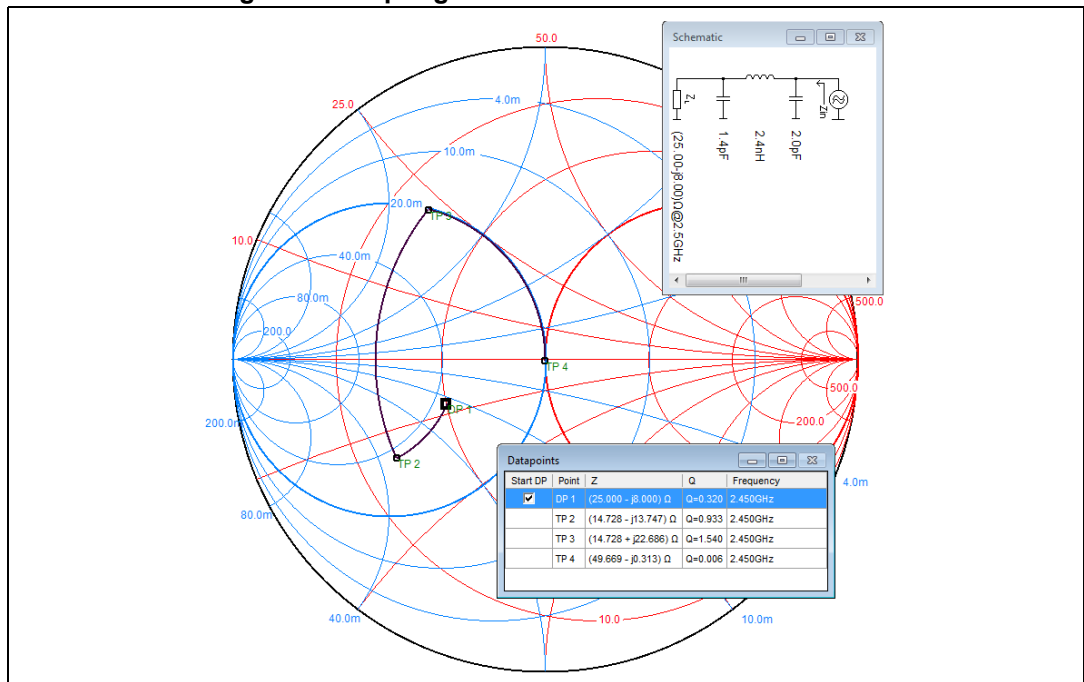 50.0
25.0
4.0m
10.0m
20.0m
TP 3
10.0
40.0m
80.0m
200.0
TP 4
DP 1
TP 2
200.0m
80.0m
40.0m
500.0
500.0
200.0
4.0m
10.0
10.0m
Schematic
Zin
2.0pF
2.4nH
1.4pF
ZL
(25.00-j8.00)Ω@2.5GHz
Datapoints
Start DP Point Z Q Frequency
DP 1 (25.000 - j8.000) Ω Q=0.320 2.450GHz
TP 2 (14.728 - j13.747) Ω Q=0.933 2.450GHz
TP 3 (14.728 + j22.686) Ω Q=1.540 2.450GHz
TP 4 (49.669 - j0.313) Ω Q=0.006 2.450GHz